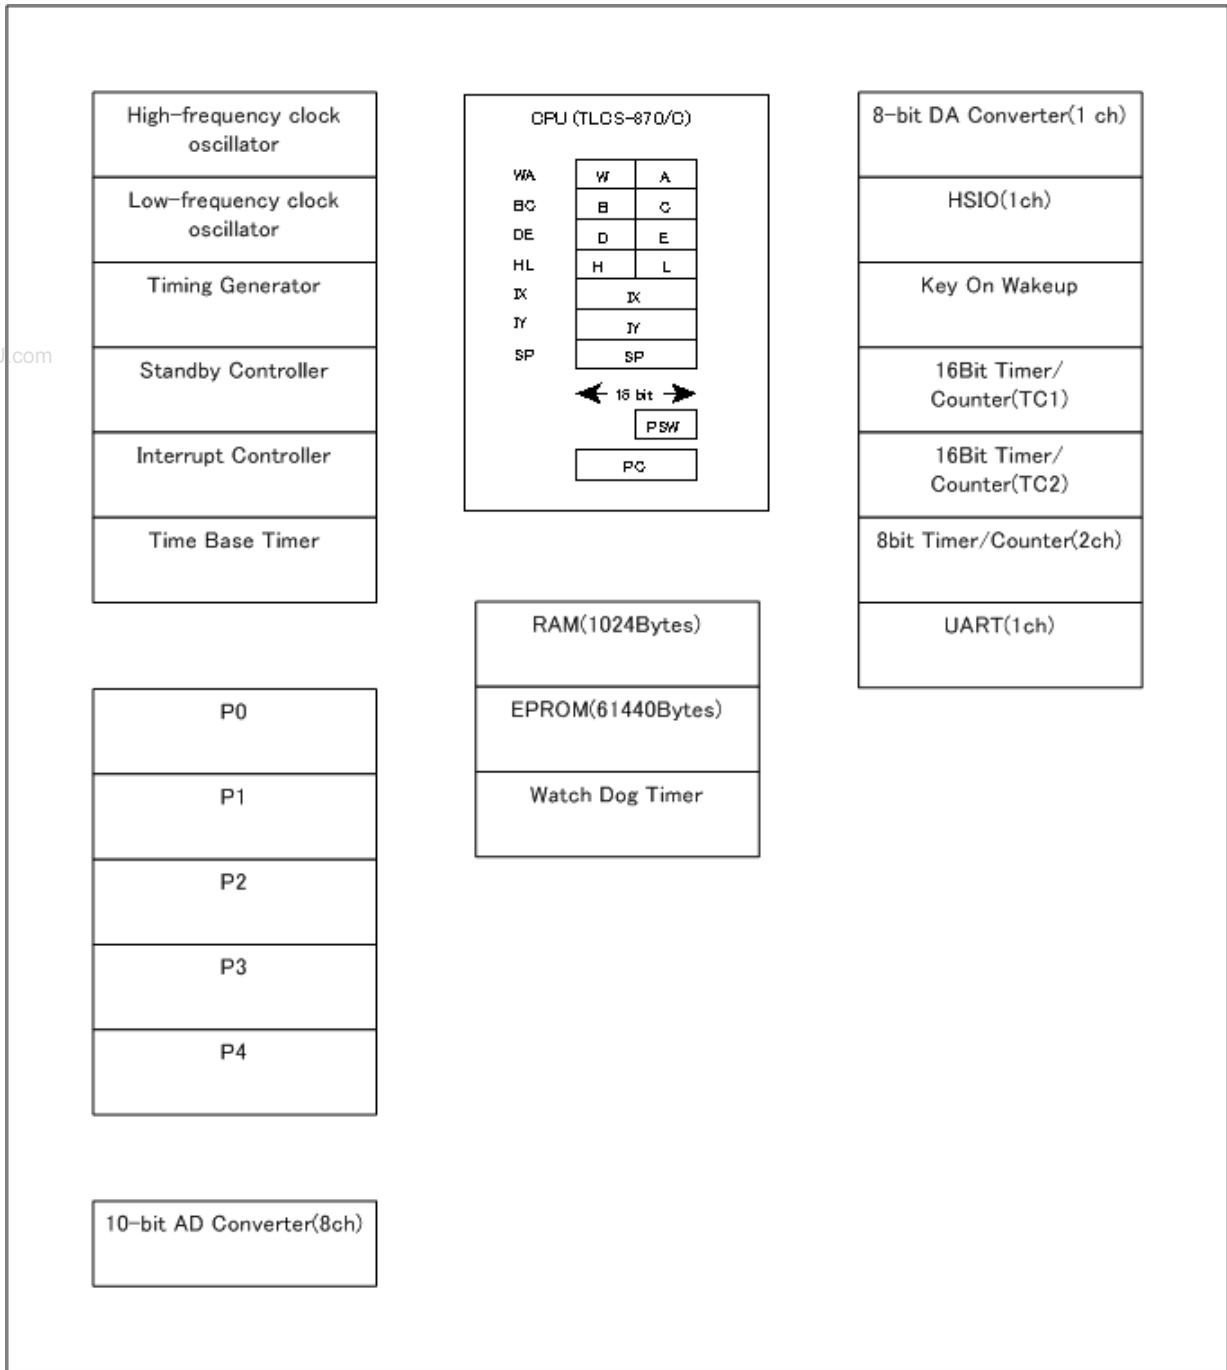 High-frequency clock
oscillator
Low-frequency clock
oscillator
Timing Generator
Standby Controller
Interrupt Controller
Time Base Timer
P0
P1
P2
P3
P4
10-bit AD Converter(8ch)
CPU (TLCS-870/C)
WA W A
BC B C
DE D E
HL H L
IX IX
IY IY
SP SP
16 bit
PSW
PC
RAM(1024Bytes)
EPROM(61440Bytes)
Watch Dog Timer
8-bit DA Converter(1 ch)
HSIO(1ch)
Key On Wakeup
16Bit Timer/
Counter(TC1)
16Bit Timer/
Counter(TC2)
8bit Timer/Counter(2ch)
UART(1ch)